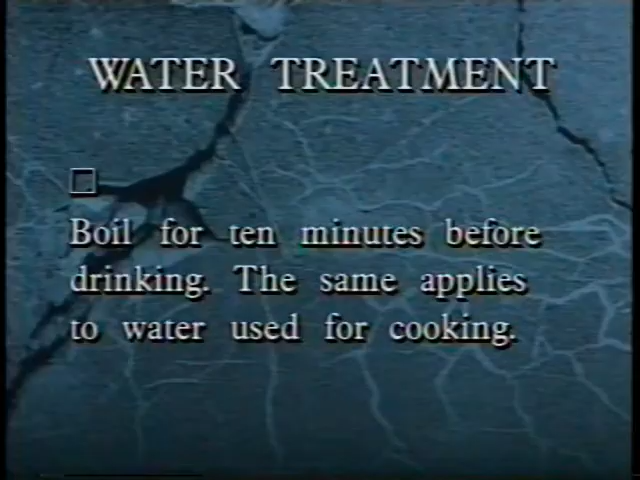 WATER TREATMENT
Boil for ten minutes before
drinking. The same applies
to water used for cooking.